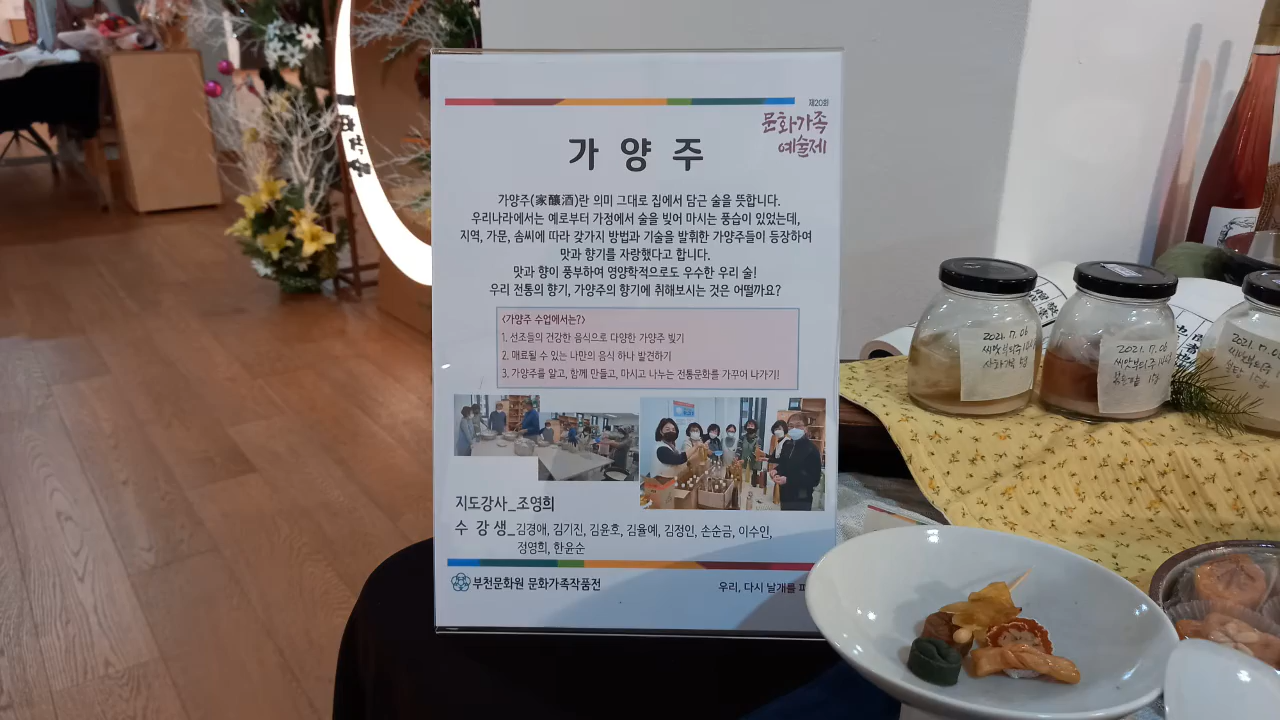 제20회
문화가족
예술제
가 양 주
가양주(家釀酒)란 의미 그대로 집에서 담근 술을 뜻합니다.
우리나라에서는 예로부터 가정에서 술을 빚어 마시는 풍습이 있었는데,
지역, 가문, 솜씨에 따라 갖가지 방법과 기술을 발휘한 가양주들이 등장하여
맛과 향기를 자랑했다고 합니다.
맛과 향이 풍부하여 영양학적으로도 우수한 우리 술!
우리 전통의 향기, 가양주의 향기에 취해보시는 것은 어떨까요?
<가양주 수업에서는?>
1. 선조들의 건강한 음식으로 다양한 가양주 빚기
2. 매료될 수 있는 나만의 음식 하나 발견하기
3. 가양주를 알고, 함께 만들고, 마시고 나누는 전통문화를 가꾸어 나가기!
지도강사_조영희
수 강 생_김경애, 김기진, 김윤호, 김율예, 김정인, 손순금, 이수인,
정영희, 한윤순
부천문화원 문화가족작품전
우리, 다시 날개를
2021. 7. 06
2021. 7. 06
2021. 7. 0